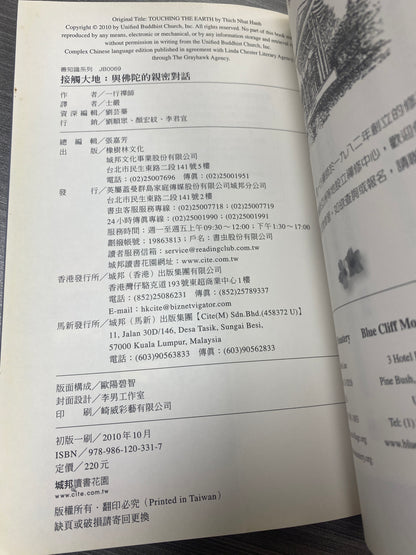 Original Title: TOUCHING THE EARTH by Thich Nhat Hanh
Copyright © 2010 by Unified Buddhist Church, Inc. No part of this book
reproduced by any means, electronic or mechanical, or by any information storage and retrieval
without permission in writing from the Unified Buddhist Church, Inc.
Complex Chinese language edition published in agreement with Linda Chester Literary Agency
through The Grayhawk Agency.
善知識系列 JB0069
接觸大地：與佛陀的親密對話
作者／一行禪師
譯者／士嚴
資深編輯／劉芸蓁
行銷／劉順眾、顏宏紋、李君宜
總編輯／張嘉芳
出版／橡樹林文化
城邦文化事業股份有限公司
台北市民生東路二段141號5樓
電話：(02)25007696 傳真：(02)25001951
發行／英屬蓋曼群島家庭傳媒股份有限公司城邦分公司
台北市民生東路二段141號2樓
書虫客服服務專線：(02)25007718；(02)25007719
24小時傳真專線：(02)25001990；(02)25001991
服務時間：週一至週五上午09:30～12:00；下午1:30～17:00
劃撥帳號：19863813；戶名：書虫股份有限公司
讀者服務信箱：service@readingclub.com.tw
城邦讀書花園網址：www.cite.com.tw
香港發行所／城邦（香港）出版集團有限公司
香港灣仔駱克道193號東超商業中心1樓
電話：(852)25086231 傳真：(852)25789337
E-mail：hkcite@biznetvigator.com
馬新發行所／城邦（馬新）出版集團【Cite(M) Sdn.Bhd.(458372 U)】
11, Jalan 30D/146, Desa Tasik, Sungai Besi,
57000 Kuala Lumpur, Malaysia
電話：(603)90563833 傳真：(603)90562833
版面構成／歐陽碧智
封面設計／李男工作室
印刷／崎威彩藝有限公司
初版一刷／2010年10月
ISBN／978-986-120-331-7
定價／220元
城邦讀書花園
www.cite.com.tw
版權所有・翻印必究（Printed in Taiwan）
缺頁或破損請寄回更換
一九八二年創立的修
Blue Cliff Mo
3 Hotel
Pine Bush,